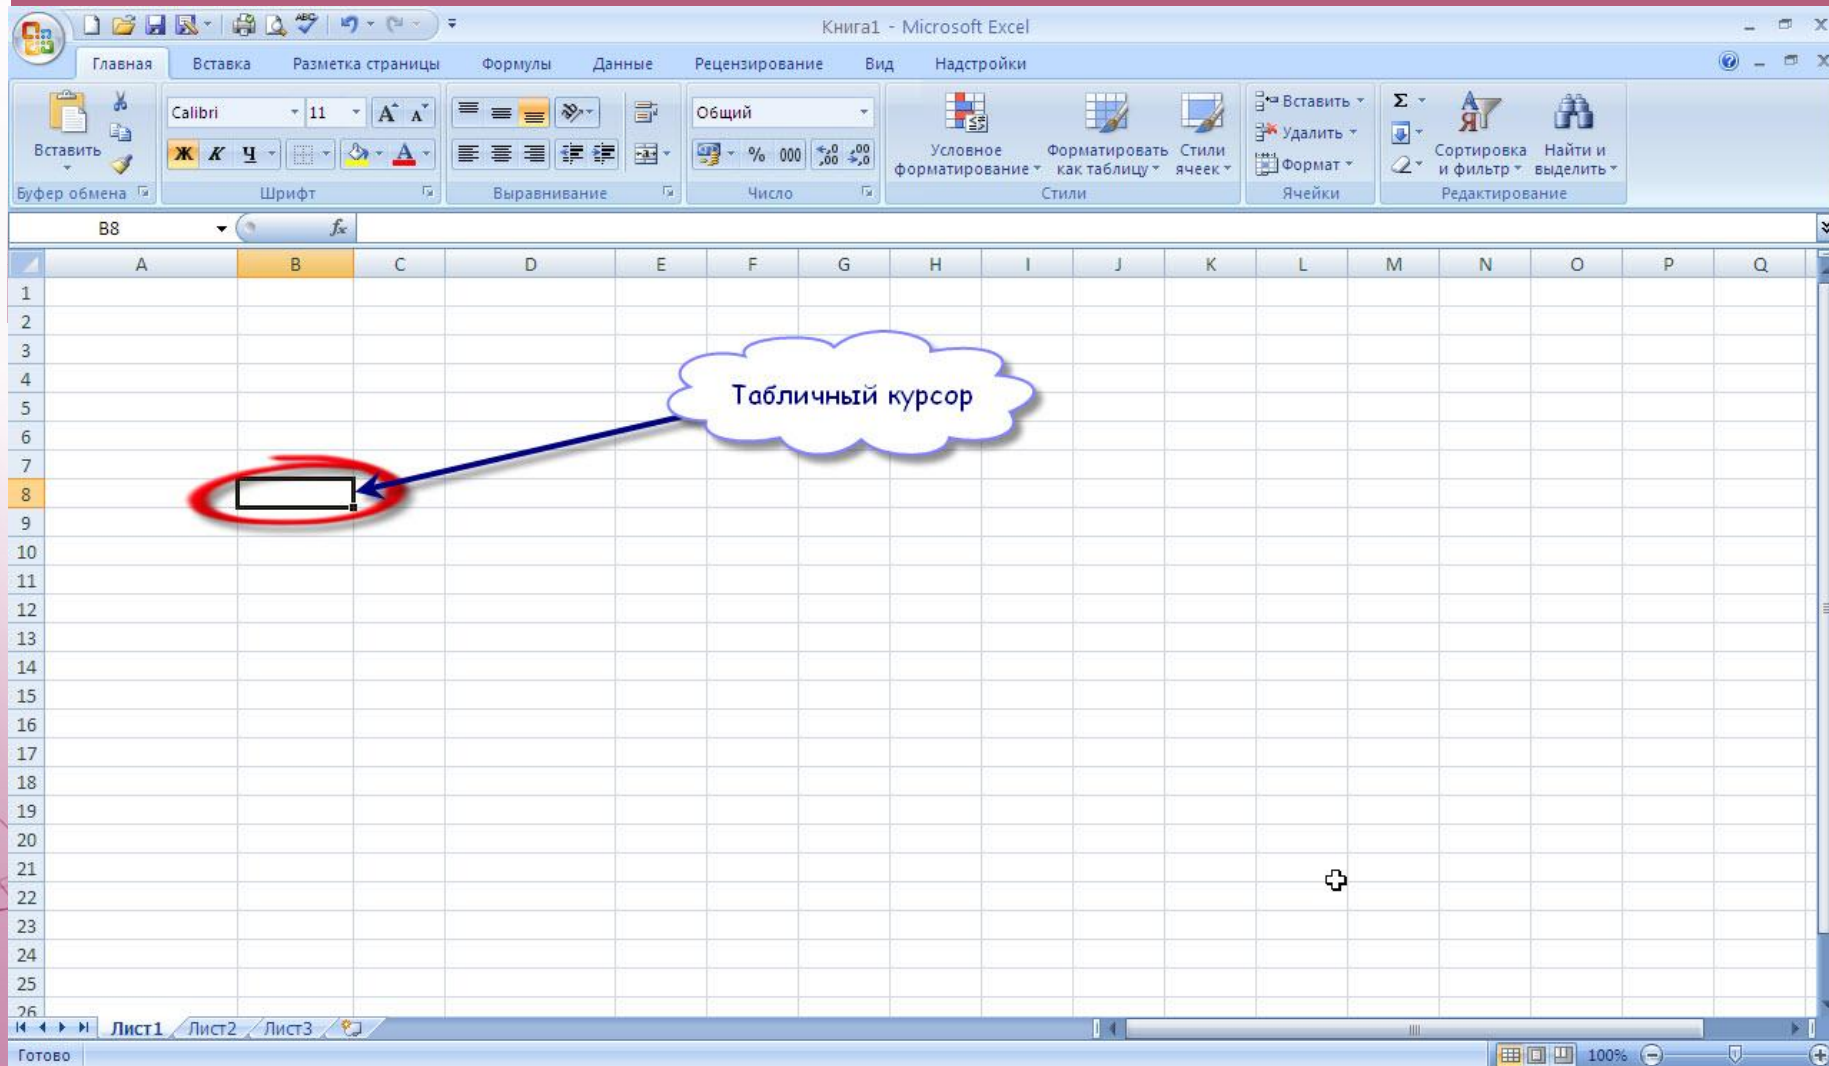 Книга1 - Microsoft Excel
Главная Вставка Разметка страницы Формулы Данные Рецензирование Вид Надстройки
Вставить
Буфер обмена
Calibri 11
Ж К Ч
Шрифт
Выравнивание
Общий
% 000 ,00 ,0
Число
Условное форматирование
Форматировать как таблицу
Стили ячеек
Стили
Вставить
Удалить
Формат
Ячейки
Σ
Сортировка и фильтр
Найти и выделить
Редактирование
B8 fx
A B C D E F G H I J K L M N O P Q
1
2
3
4
5
6
7
8
9
10
11
12
13
14
15
16
17
18
19
20
21
22
23
24
25
26
Табличный курсор
Лист1 Лист2 Лист3
Готово 100%